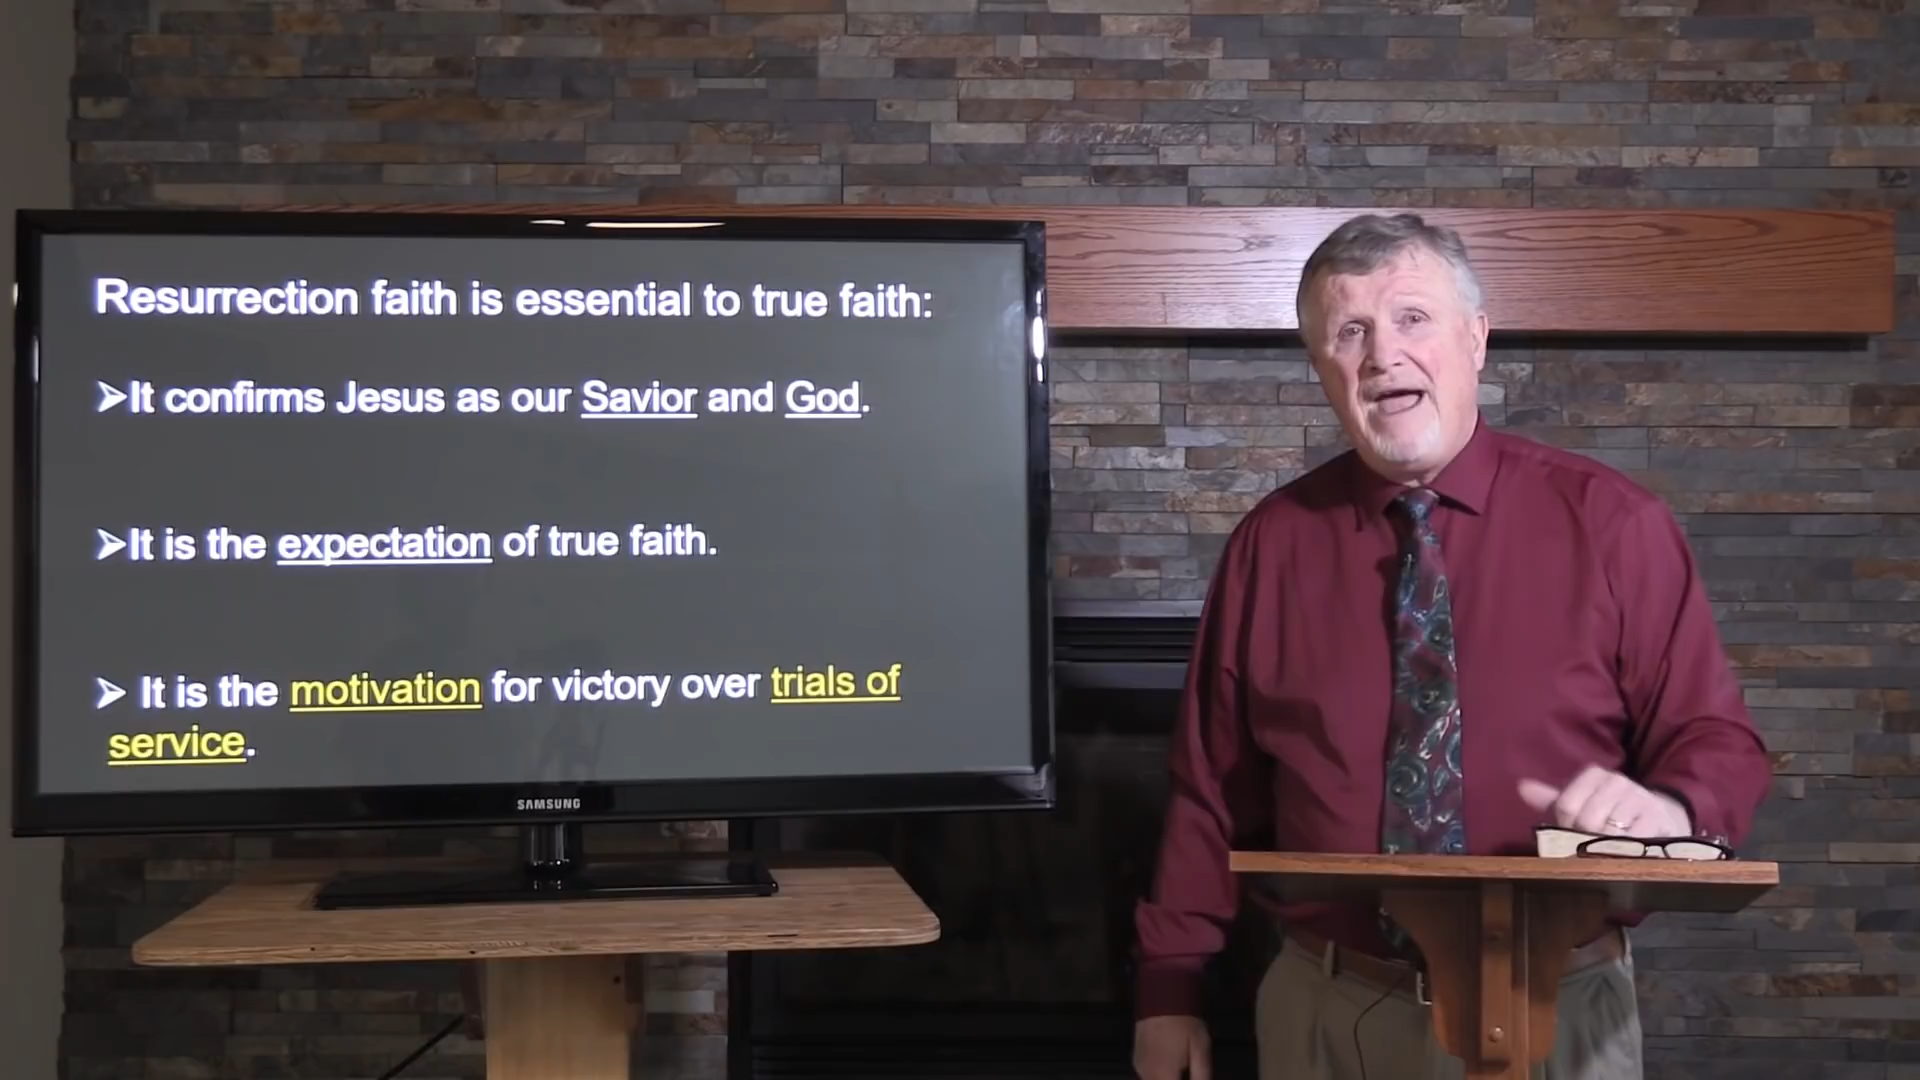 Resurrection faith is essential to true faith:
➢It confirms Jesus as our Savior and God.
➢It is the expectation of true faith.
➢ It is the motivation for victory over trials of
service.
SAMSUNG